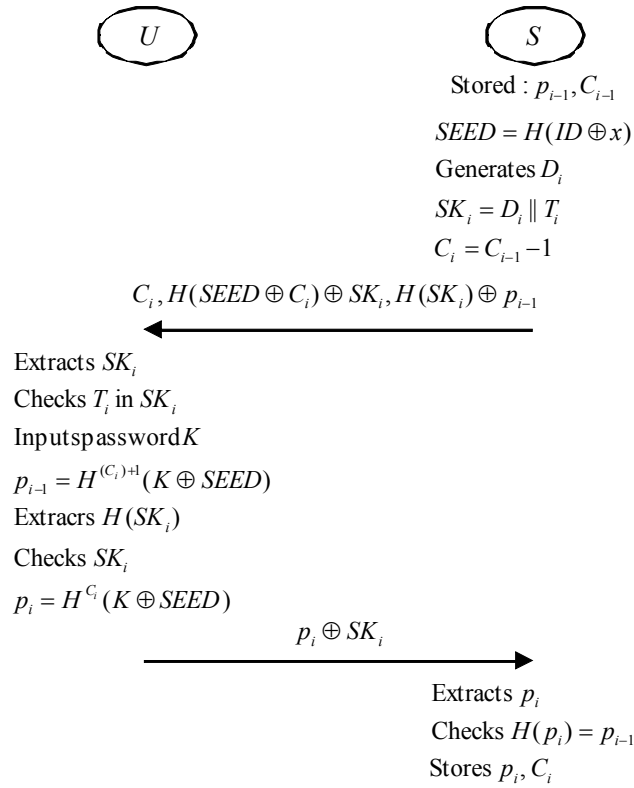 U S
Stored : p_{i−1}, C_{i−1}
SEED = H(ID ⊕ x)
Generates D_i
SK_i = D_i ‖ T_i
C_i = C_{i−1} −1
C_i, H(SEED ⊕ C_i) ⊕ SK_i, H(SK_i) ⊕ p_{i−1}
Extracts SK_i
Checks T_i in SK_i
Inputspassword K
p_{i−1} = H^{(C_i)+1}(K ⊕ SEED)
Extracrs H(SK_i)
Checks SK_i
p_i = H^{C_i}(K ⊕ SEED)
p_i ⊕ SK_i
Extracts p_i
Checks H(p_i) = p_{i−1}
Stores p_i, C_i